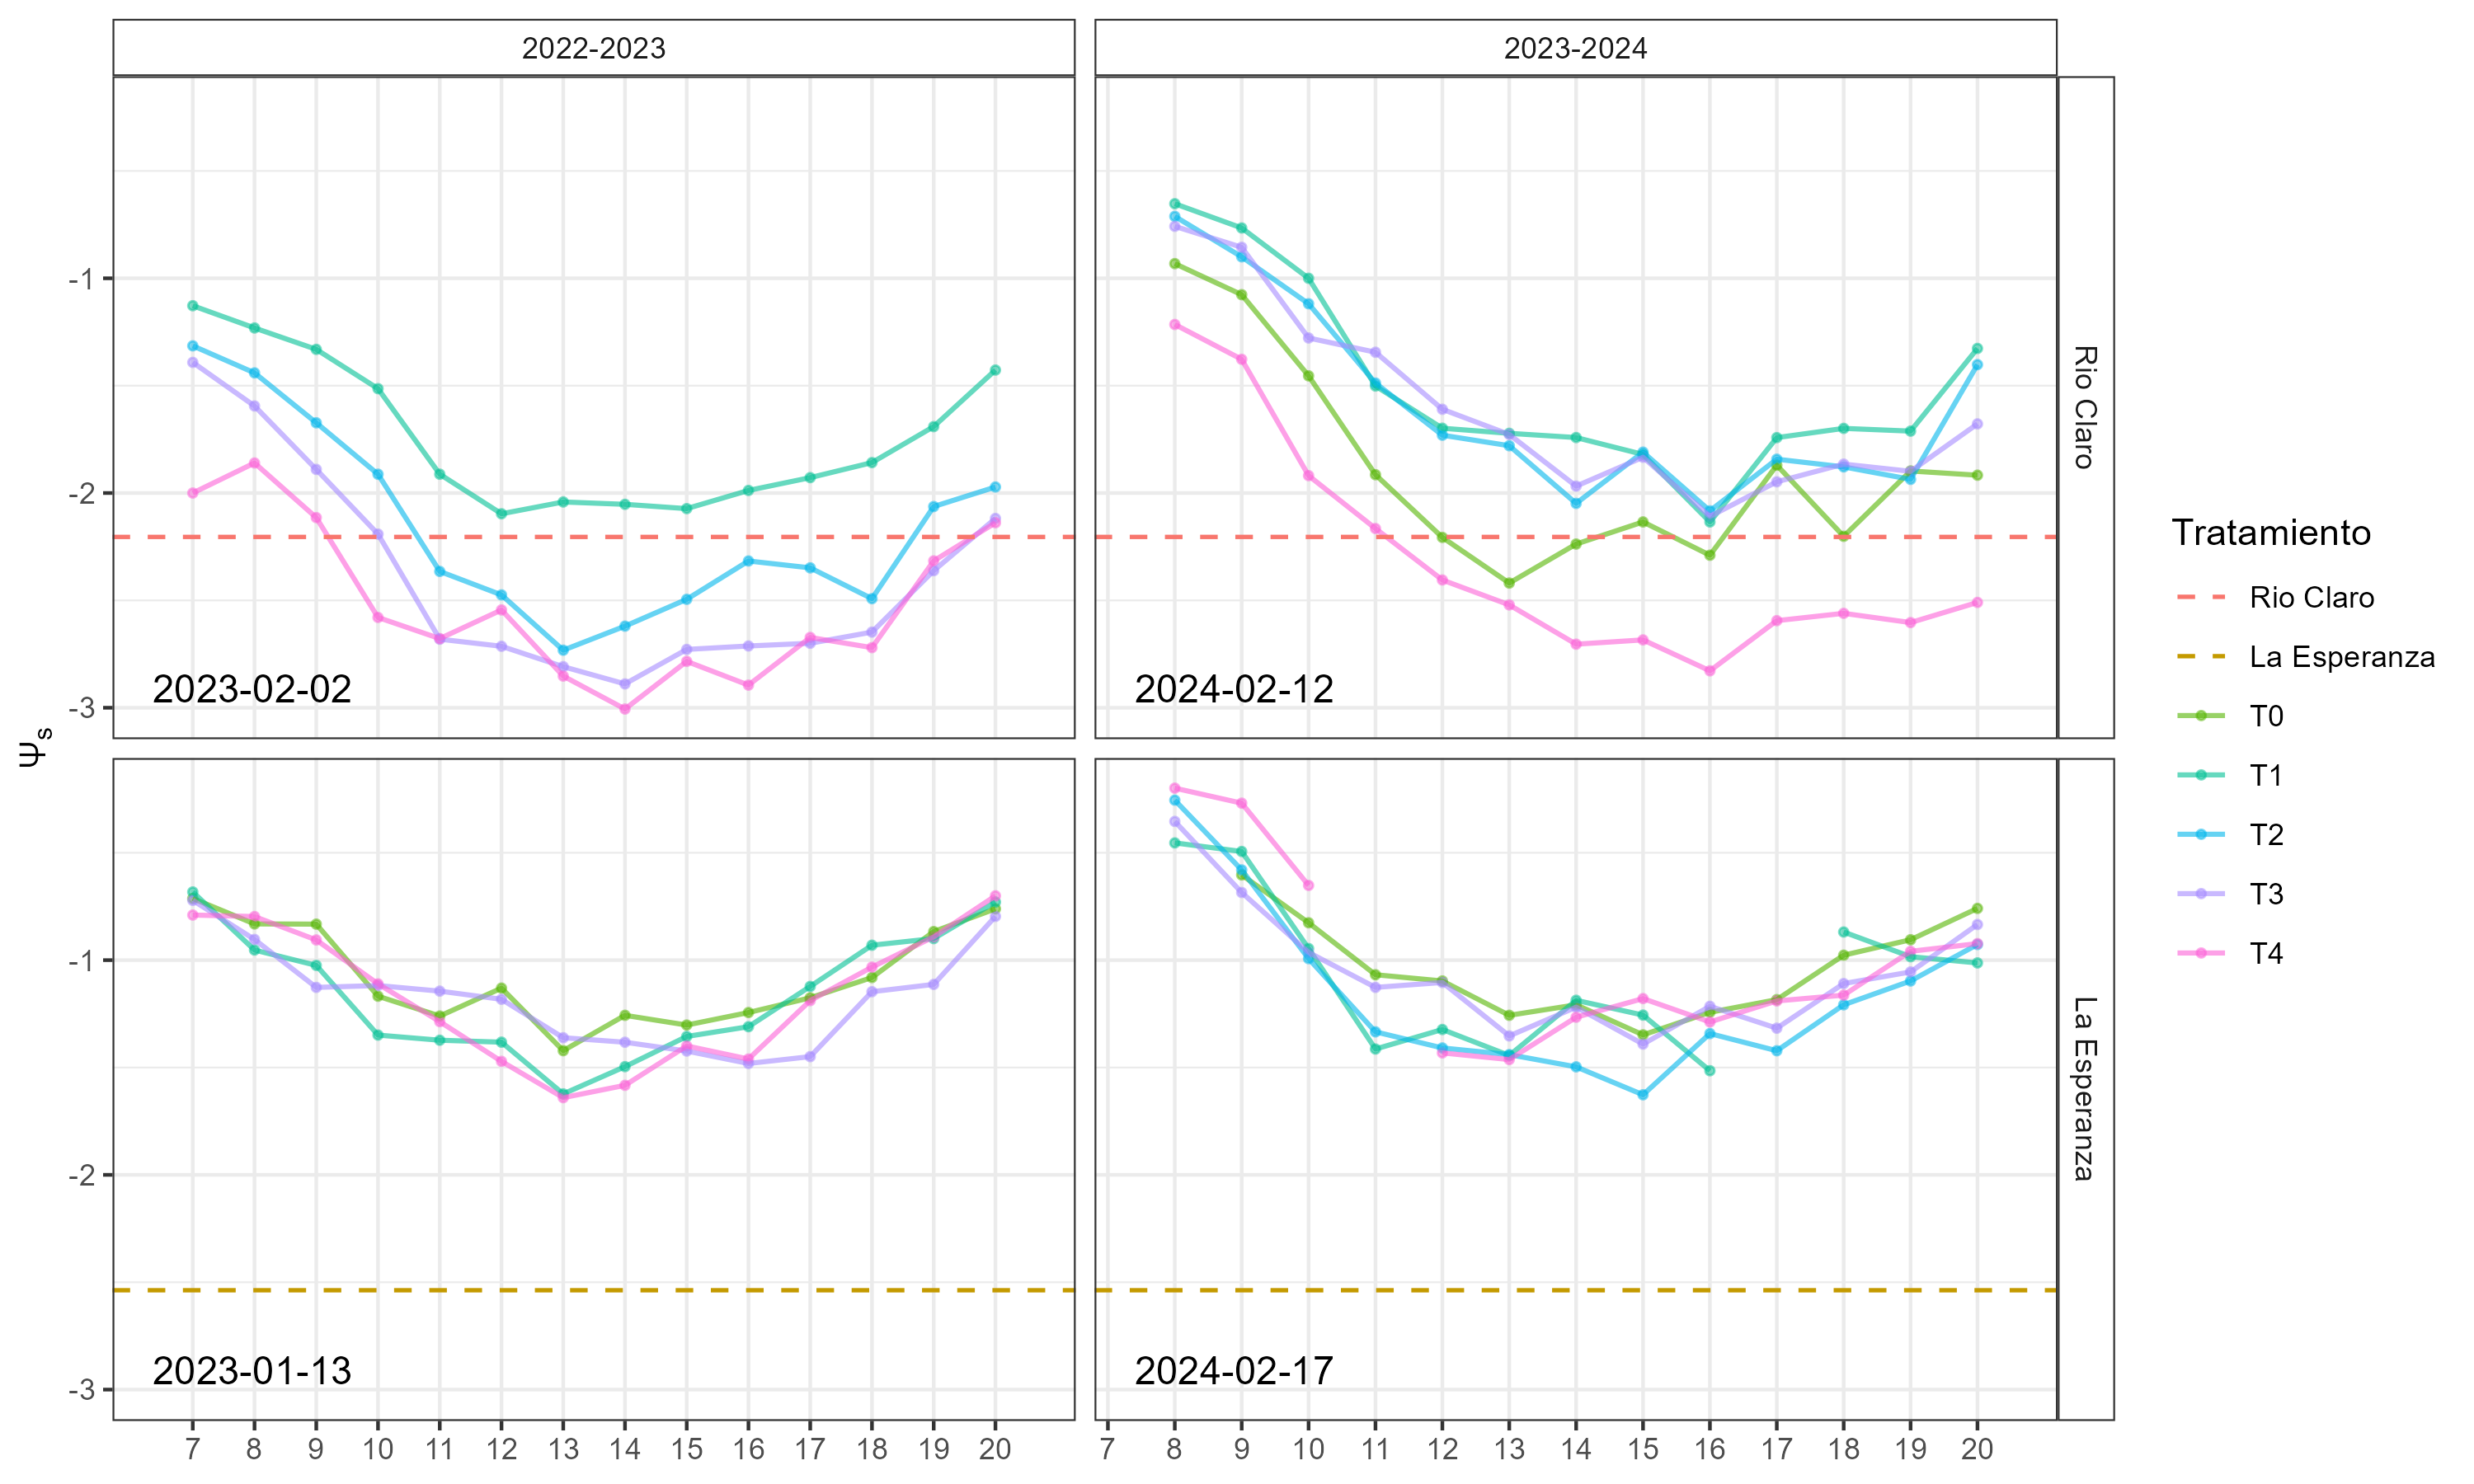 2022-2023
2023-2024
-1
-2
-3
Rio Claro
2023-02-02
2024-02-12
Ψs
-1
-2
-3
La Esperanza
2023-01-13
2024-02-17
7 8 9 10 11 12 13 14 15 16 17 18 19 20
7 8 9 10 11 12 13 14 15 16 17 18 19 20
Tratamiento
Rio Claro
La Esperanza
T0
T1
T2
T3
T4